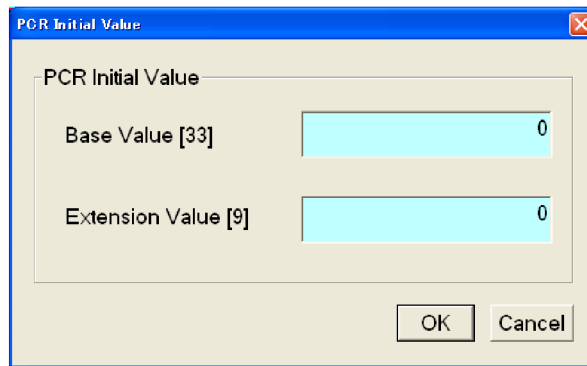 PCR Initial Value
PCR Initial Value
Base Value [33]
0
Extension Value [9]
0
OK Cancel